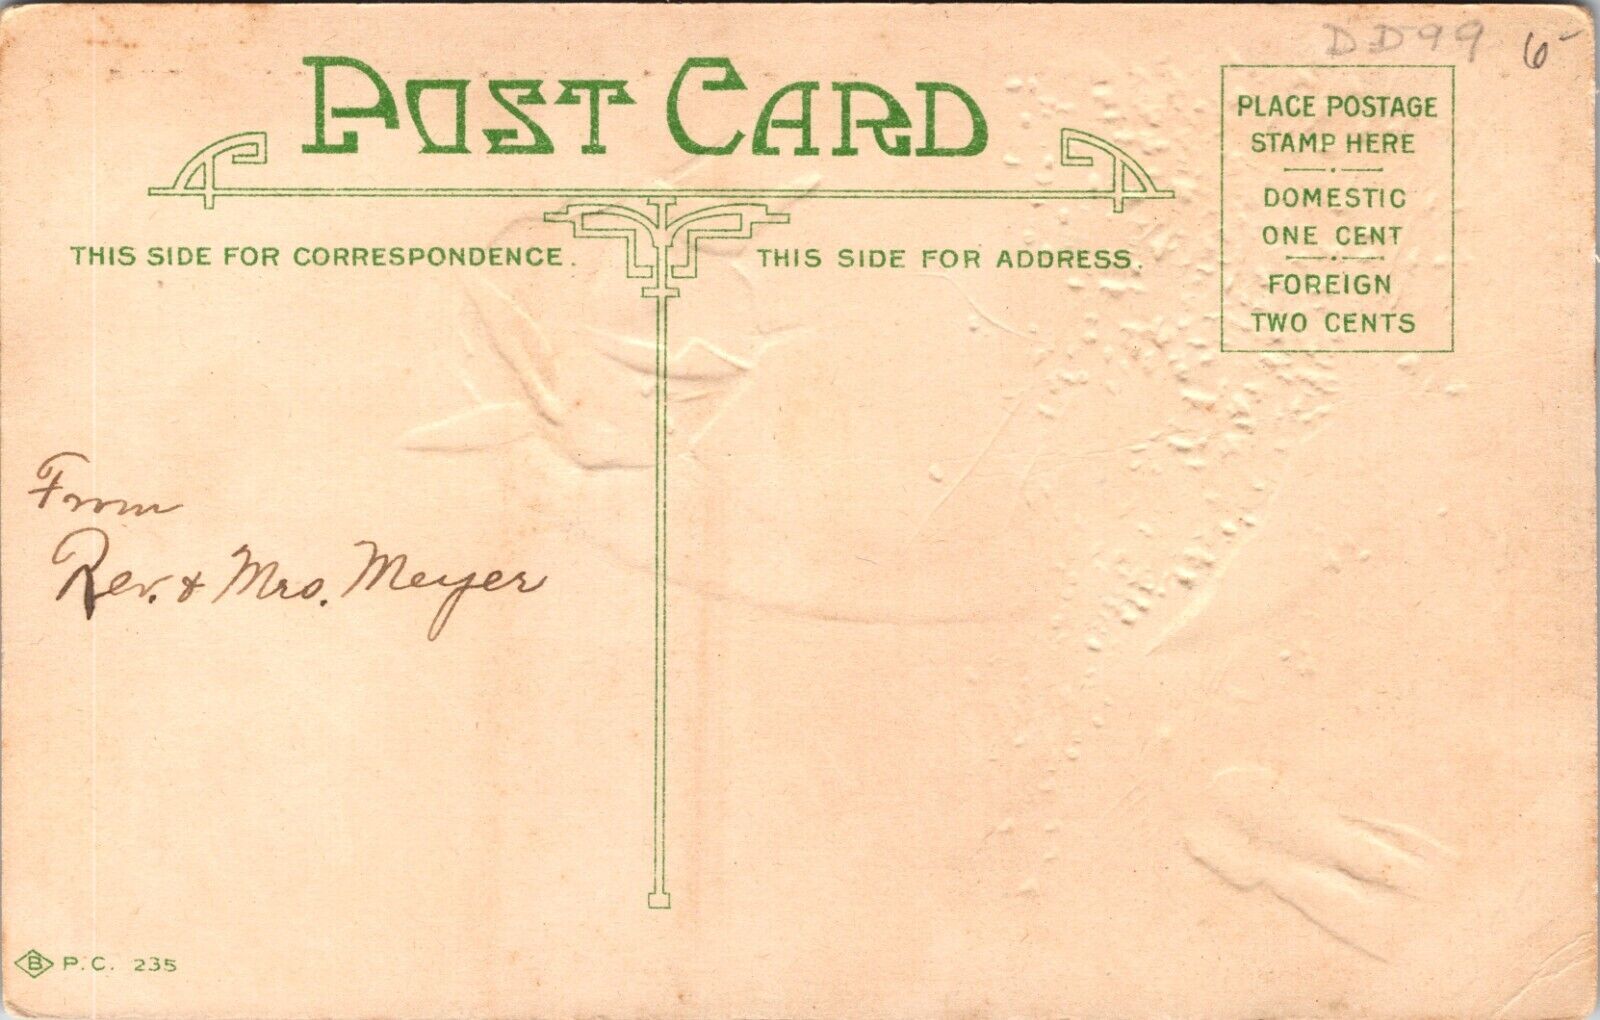 DD99 6-
POST CARD
PLACE POSTAGE
STAMP HERE
DOMESTIC
ONE CENT
FOREIGN
TWO CENTS
THIS SIDE FOR CORRESPONDENCE.
THIS SIDE FOR ADDRESS.
From
Rev. & Mrs. Meyer
B P.C. 235